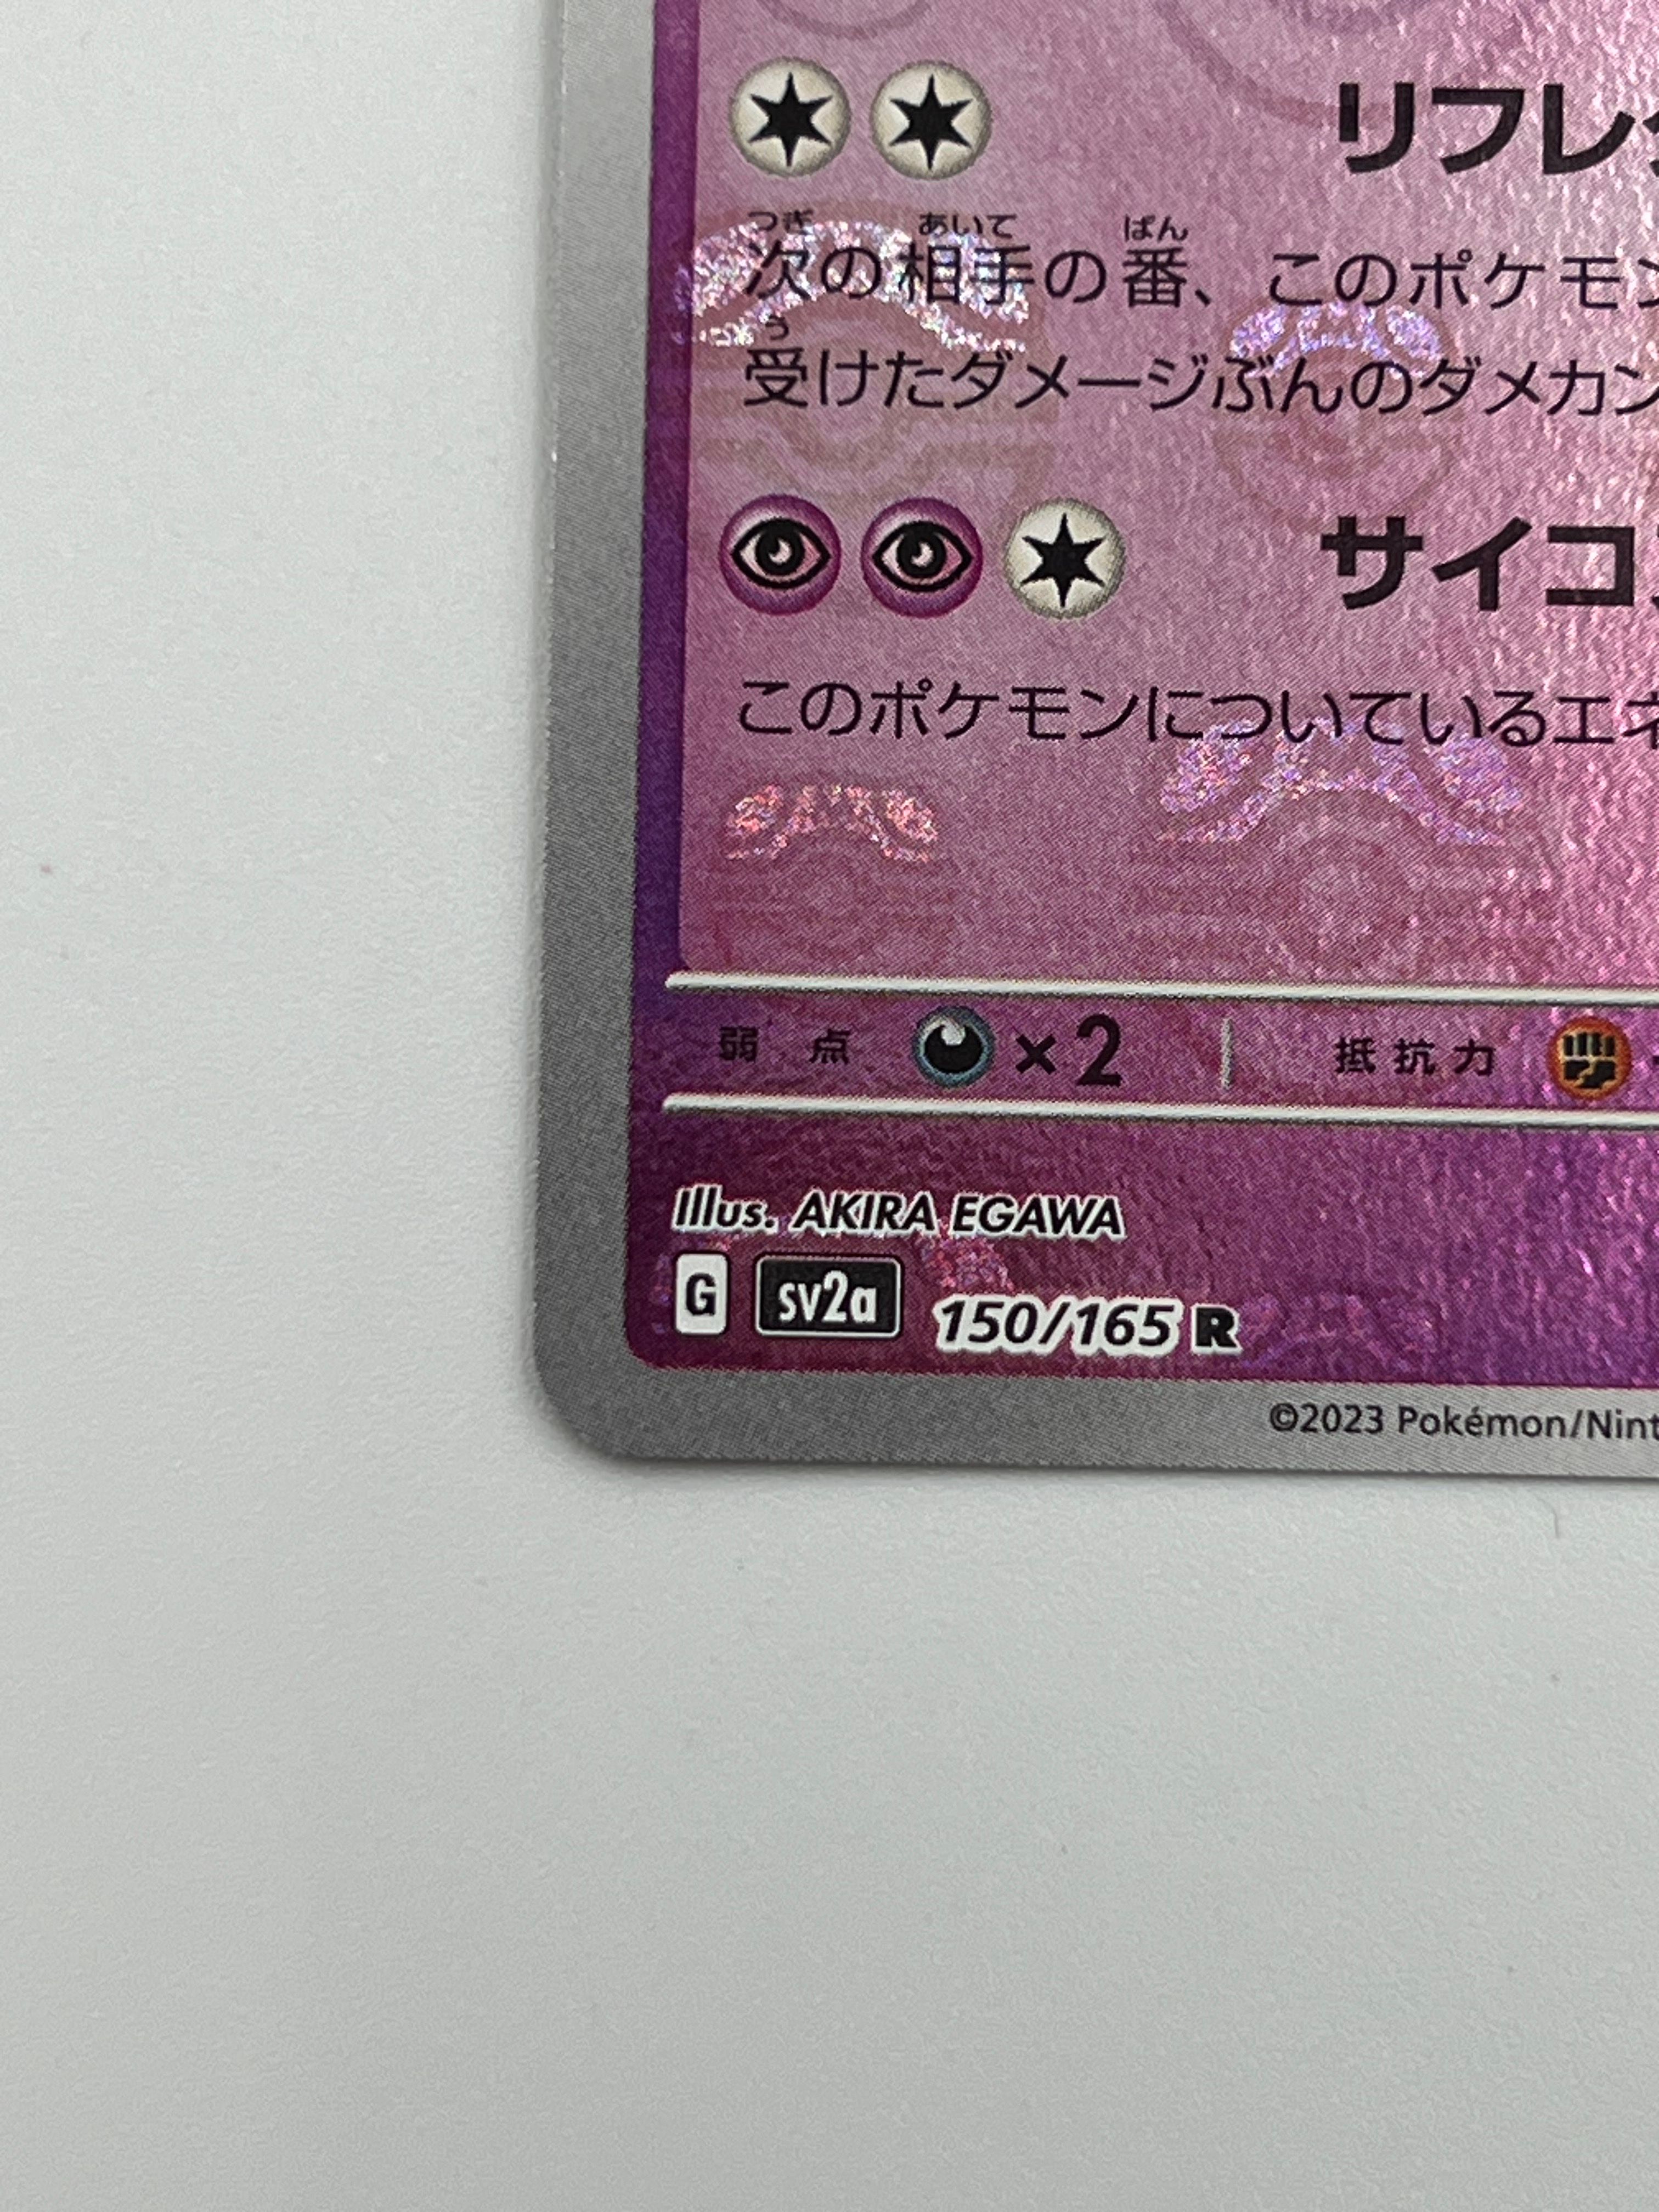 リフレ
つぎ あいて ばん
次の相手の番、このポケモン
う
受けたダメージぶんのダメカン
サイコ
このポケモンについているエネ
弱点 ×2 抵抗力
Illus. AKIRA EGAWA
G sv2a 150/165 R
©2023 Pokémon/Nint